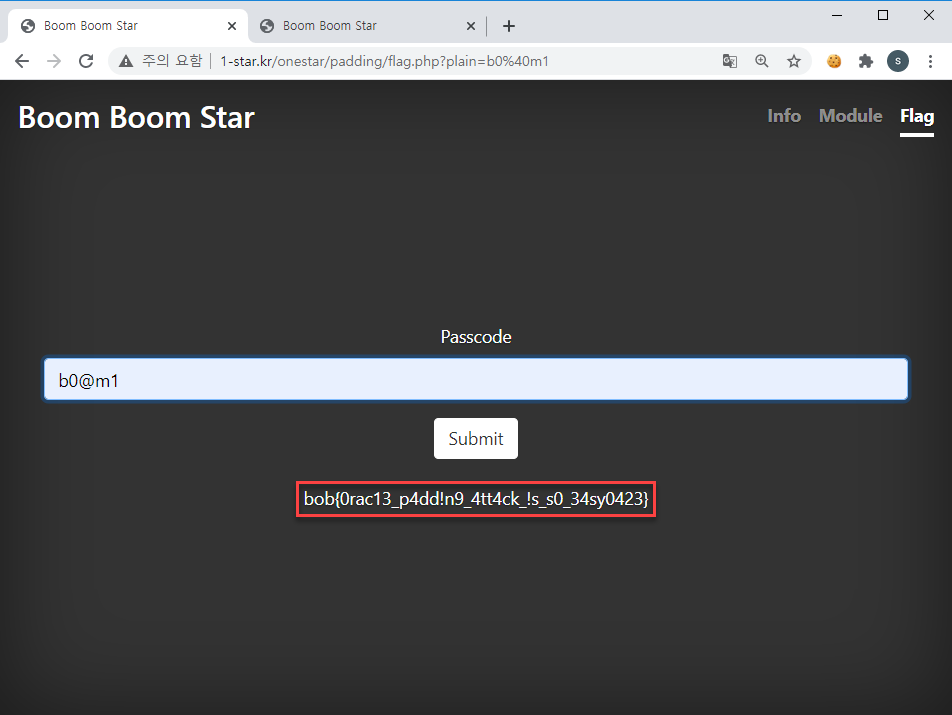 Boom Boom Star
Boom Boom Star
주의 요함
1-star.kr/onestar/padding/flag.php?plain=b0%40m1
S
Boom Boom Star
Info
Module
Flag
Passcode
b0@m1
Submit
bob{0rac13_p4dd!n9_4tt4ck_!s_s0_34sy0423}